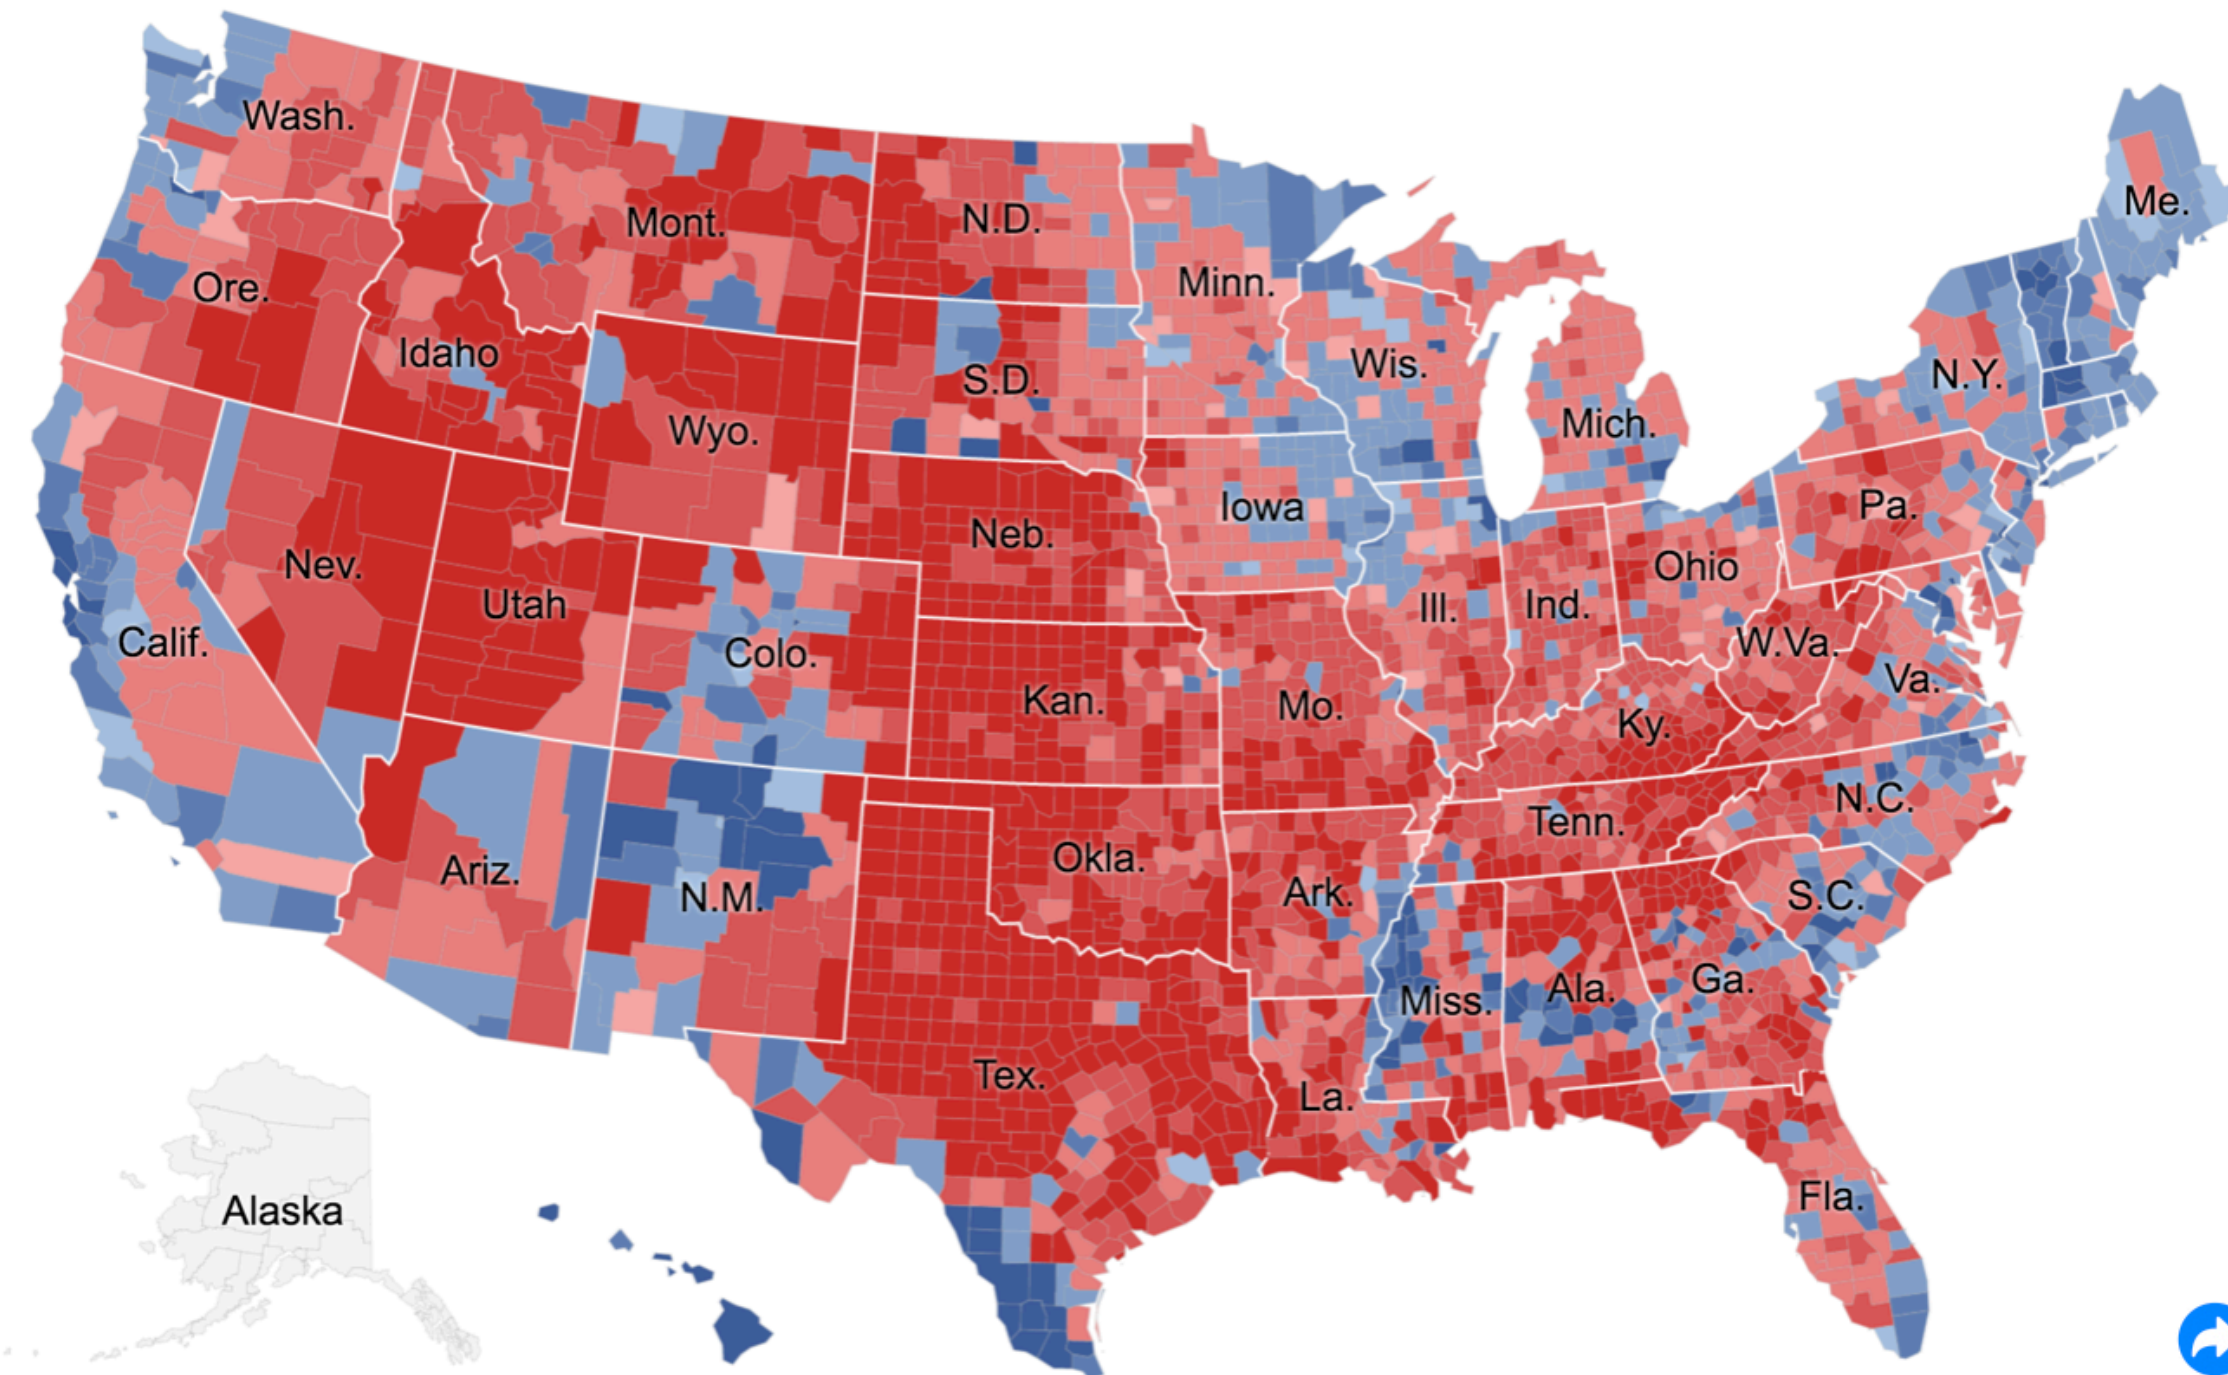 Wash.
Mont.
N.D.
Minn.
Me.
Ore.
Idaho
S.D.
Wis.
Mich.
N.Y.
Wyo.
Iowa
Pa.
Neb.
Nev.
Utah
Ohio
Ill.
Ind.
Calif.
Colo.
W.Va.
Va.
Kan.
Mo.
Ky.
N.C.
Tenn.
Okla.
Ariz.
N.M.
Ark.
S.C.
Miss.
Ala.
Ga.
Tex.
La.
Fla.
Alaska